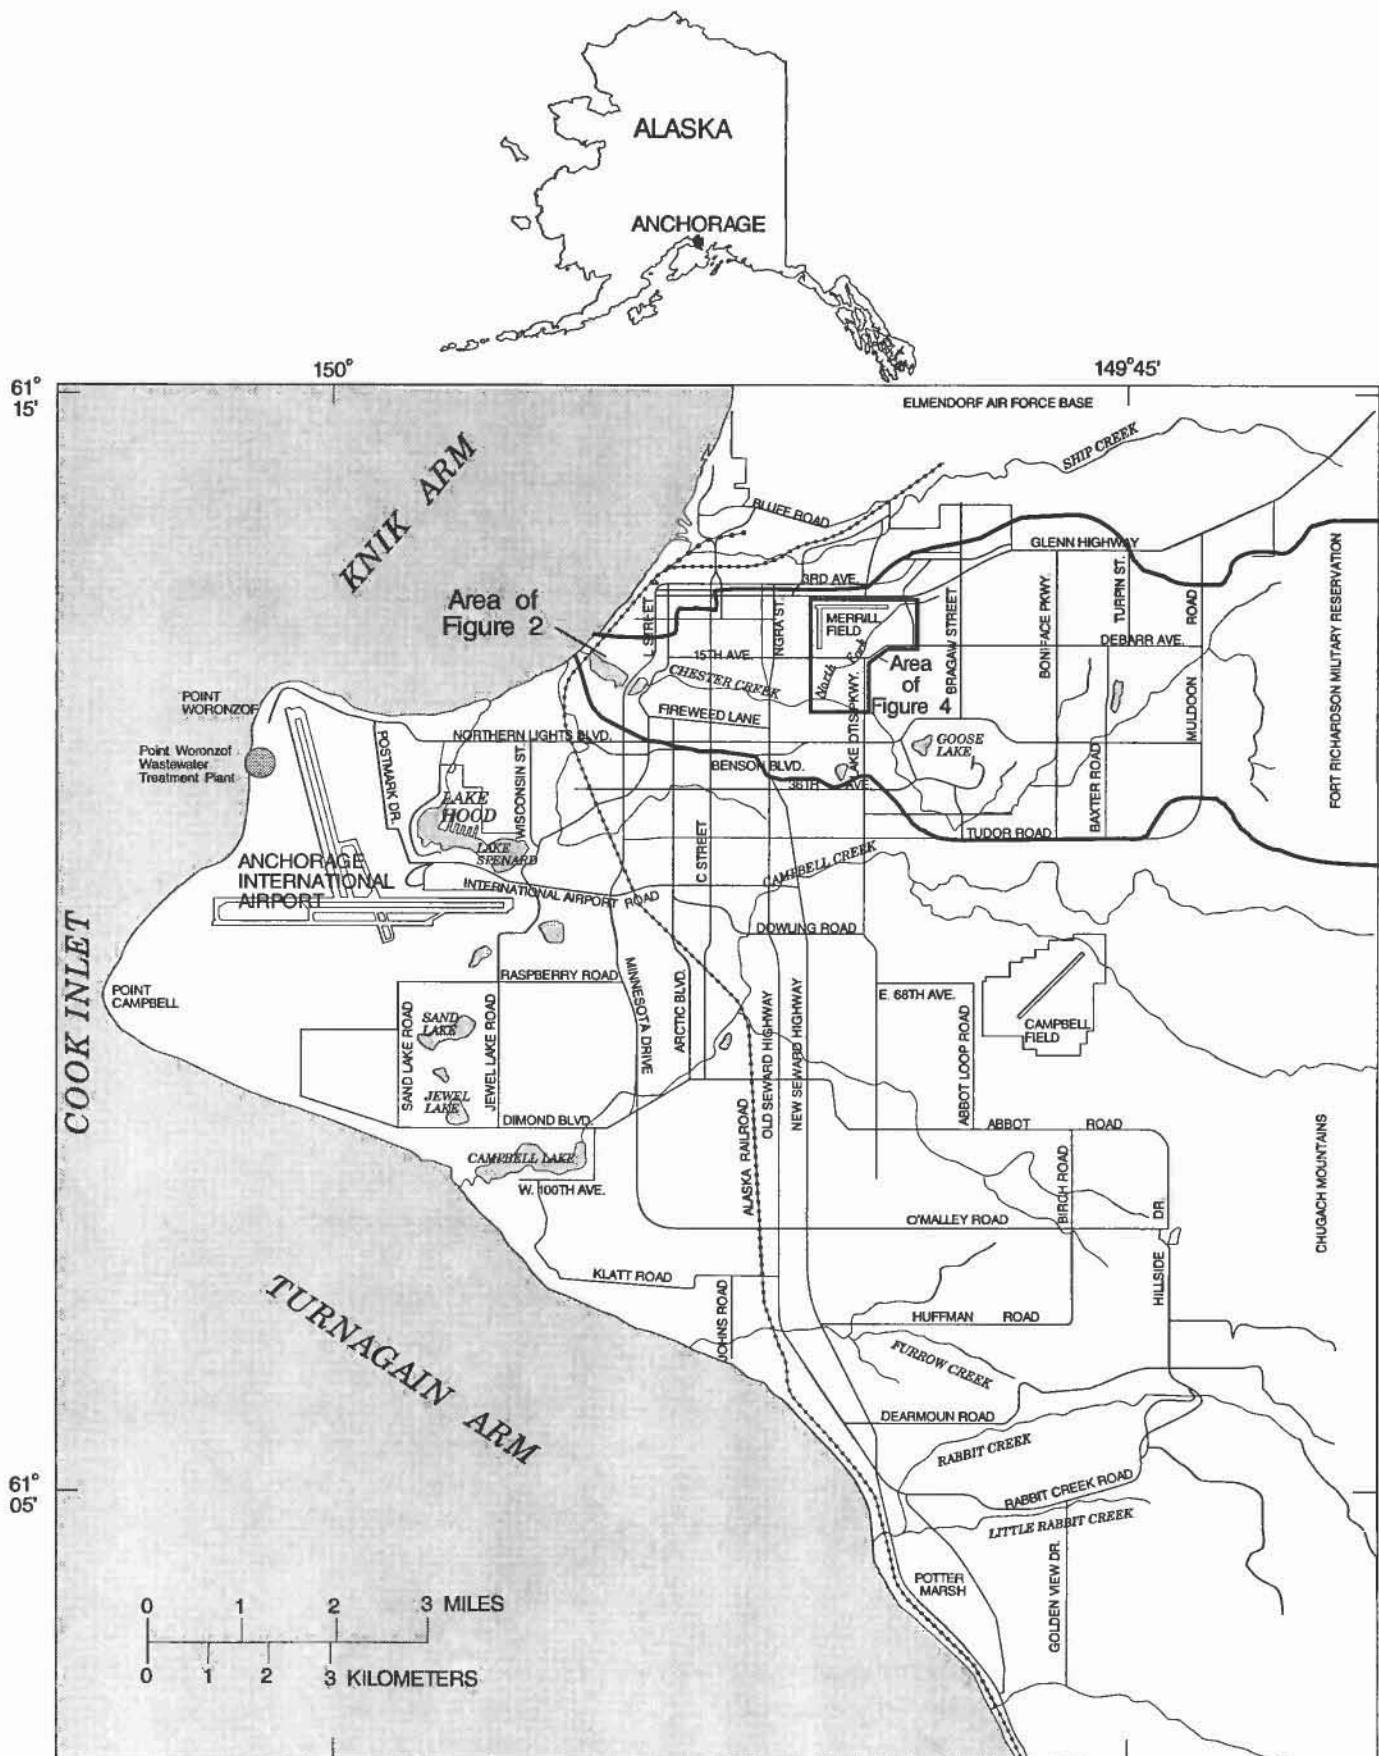 ALASKA
ANCHORAGE
150°
149°45'
61°
15'
ELMENDORF AIR FORCE BASE
SHIP CREEK
KNIK ARM
BLUFF ROAD
GLENN HIGHWAY
3RD AVE.
Area of
Figure 2
L STREET
NGRA ST.
MERRILL
FIELD
BRAGAW STREET
BONIFACE PKWY.
TURPIN ST.
ROAD
DEBARR AVE.
FORT RICHARDSON MILITARY RESERVATION
15TH AVE.
North Fork
Area
of
Figure 4
CHESTER CREEK
POINT
WORONZOF
FIREWEED LANE
LAKE OTIS PKWY.
MULDOON
NORTHERN LIGHTS BLVD.
GOOSE
LAKE
Point Woronzof
Wastewater
Treatment Plant
POSTMARK DR.
WISCONSIN ST.
BENSON BLVD.
36TH AVE.
BAXTER ROAD
LAKE
HOOD
TUDOR ROAD
LAKE
SPENARD
C STREET
CAMPBELL CREEK
ANCHORAGE
INTERNATIONAL
AIRPORT
INTERNATIONAL AIRPORT ROAD
DOWLING ROAD
COOK INLET
POINT
CAMPBELL
RASPBERRY ROAD
MINNESOTA DRIVE
ARCTIC BLVD.
OLD SEWARD HIGHWAY
NEW SEWARD HIGHWAY
E. 68TH AVE.
ABBOT LOOP ROAD
CAMPBELL
FIELD
SAND LAKE ROAD
SAND
LAKE
JEWEL LAKE ROAD
JEWEL
LAKE
DIMOND BLVD.
ABBOT ROAD
CHUGACH MOUNTAINS
CAMPBELL LAKE
W. 100TH AVE.
ALASKA RAILROAD
BIRCH ROAD
O'MALLEY ROAD
HILLSIDE DR.
KLATT ROAD
TURNAGAIN ARM
JOHNS ROAD
HUFFMAN ROAD
FURROW CREEK
DEARMOUN ROAD
RABBIT CREEK
61°
05'
RABBIT CREEK ROAD
LITTLE RABBIT CREEK
GOLDEN VIEW DR.
POTTER
MARSH
0 1 2 3 MILES
0 1 2 3 KILOMETERS